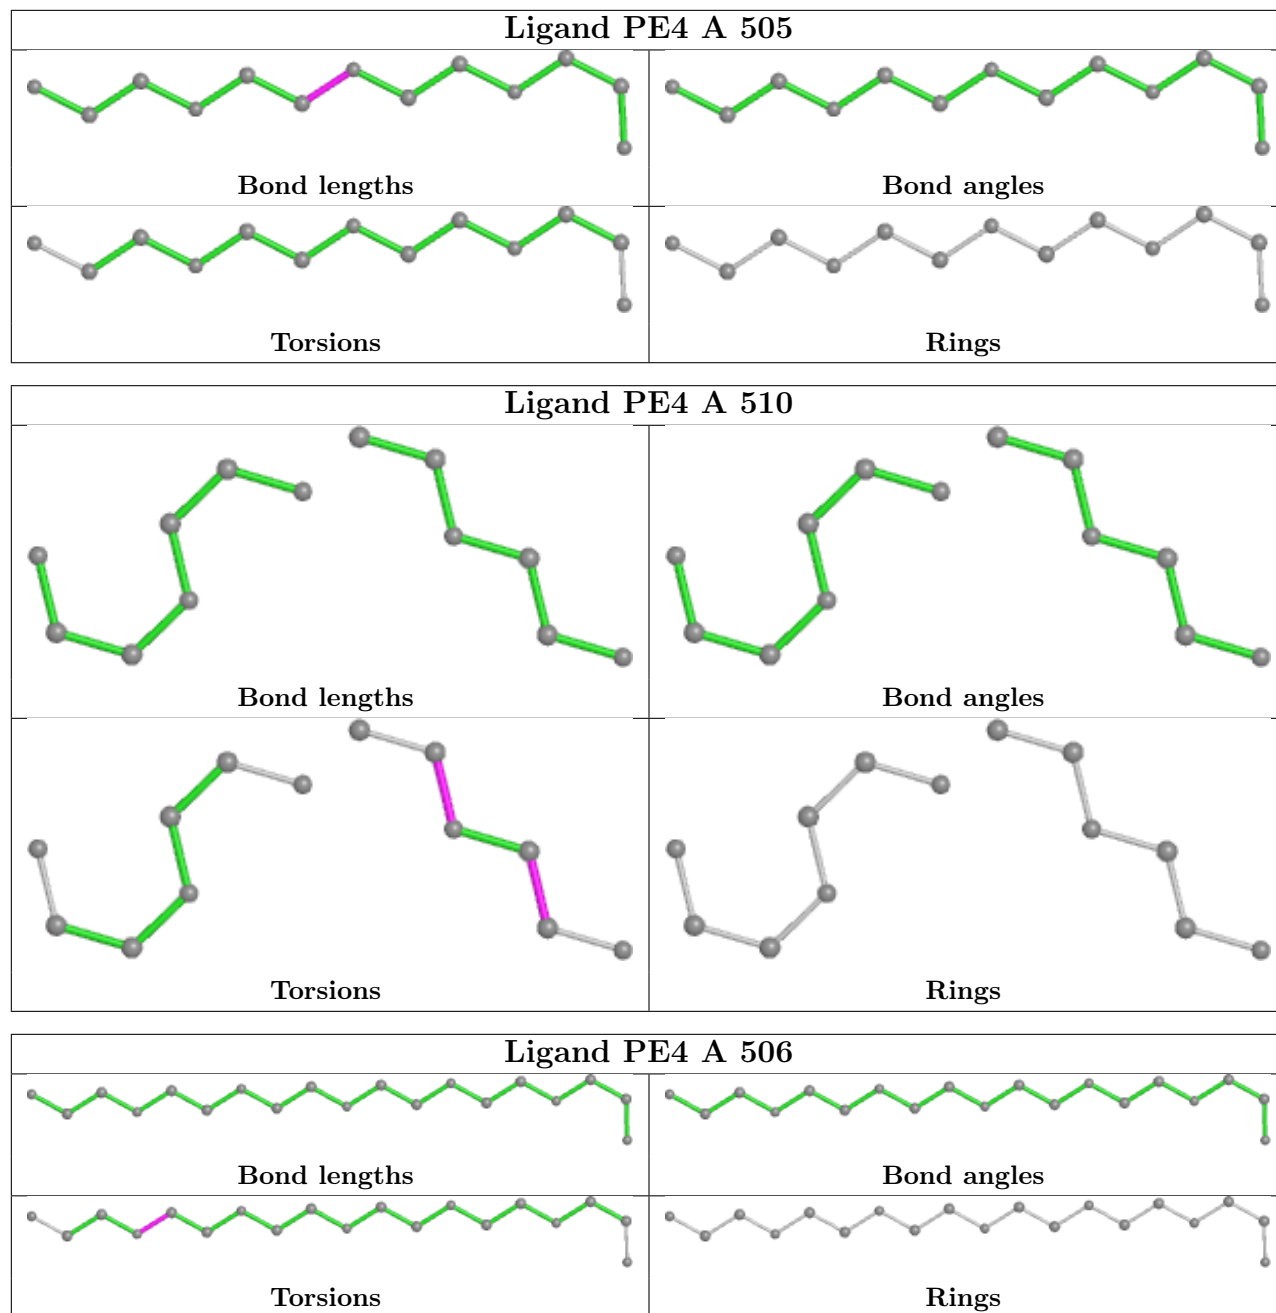 Ligand PE4 A 505
Bond lengths
Bond angles
Torsions
Rings
Ligand PE4 A 510
Bond lengths
Bond angles
Torsions
Rings
Ligand PE4 A 506
Bond lengths
Bond angles
Torsions
Rings